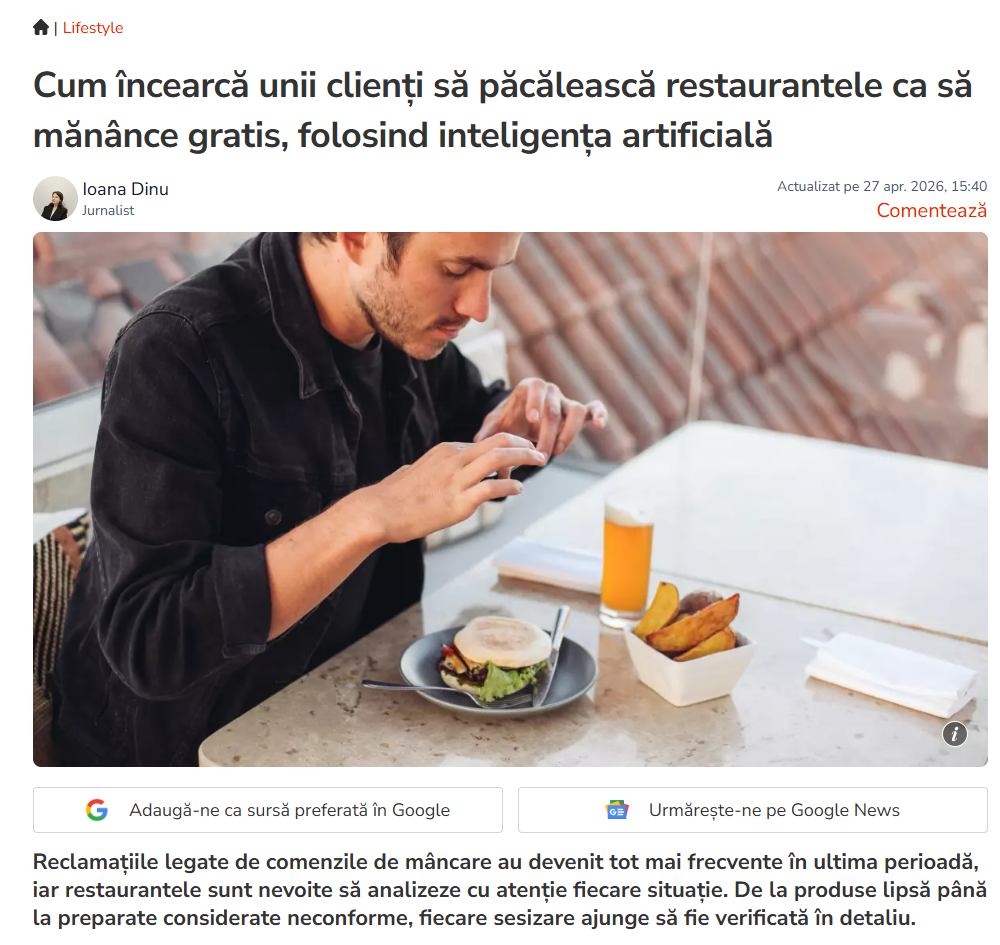 | Lifestyle
Cum încearcă unii clienți să păcălească restaurantele ca să
mănânce gratis, folosind inteligența artificială
Ioana Dinu
Jurnalist
Actualizat pe 27 apr. 2026, 15:40
Comentează
i
Adaugă-ne ca sursă preferată în Google
Urmărește-ne pe Google News
Reclamațiile legate de comenzile de mâncare au devenit tot mai frecvente în ultima perioadă,
iar restaurantele sunt nevoite să analizeze cu atenție fiecare situație. De la produse lipsă până
la preparate considerate neconforme, fiecare sesizare ajunge să fie verificată în detaliu.